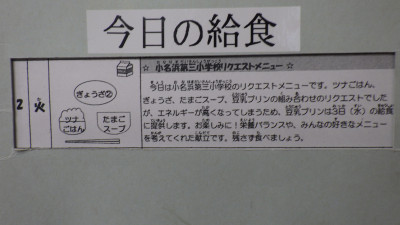 今日の給食
2 火
ぎょうざ②
ツナ
ごはん
たまご
スープ
☆ 小名浜第三小学校リクエストメニュー ☆
今日は小名浜第三小学校のリクエストメニューです。ツナごはん、
ぎょうざ、たまごスープ、豆乳プリンの組み合わせのリクエストでした
が、エネルギーが高くなってしまうため、豆乳プリンは3日（水）の給食
に提供します。お楽しみに！栄養バランスや、みんなの好きなメニュー
を考えてくれた献立です。残さず食べましょう。